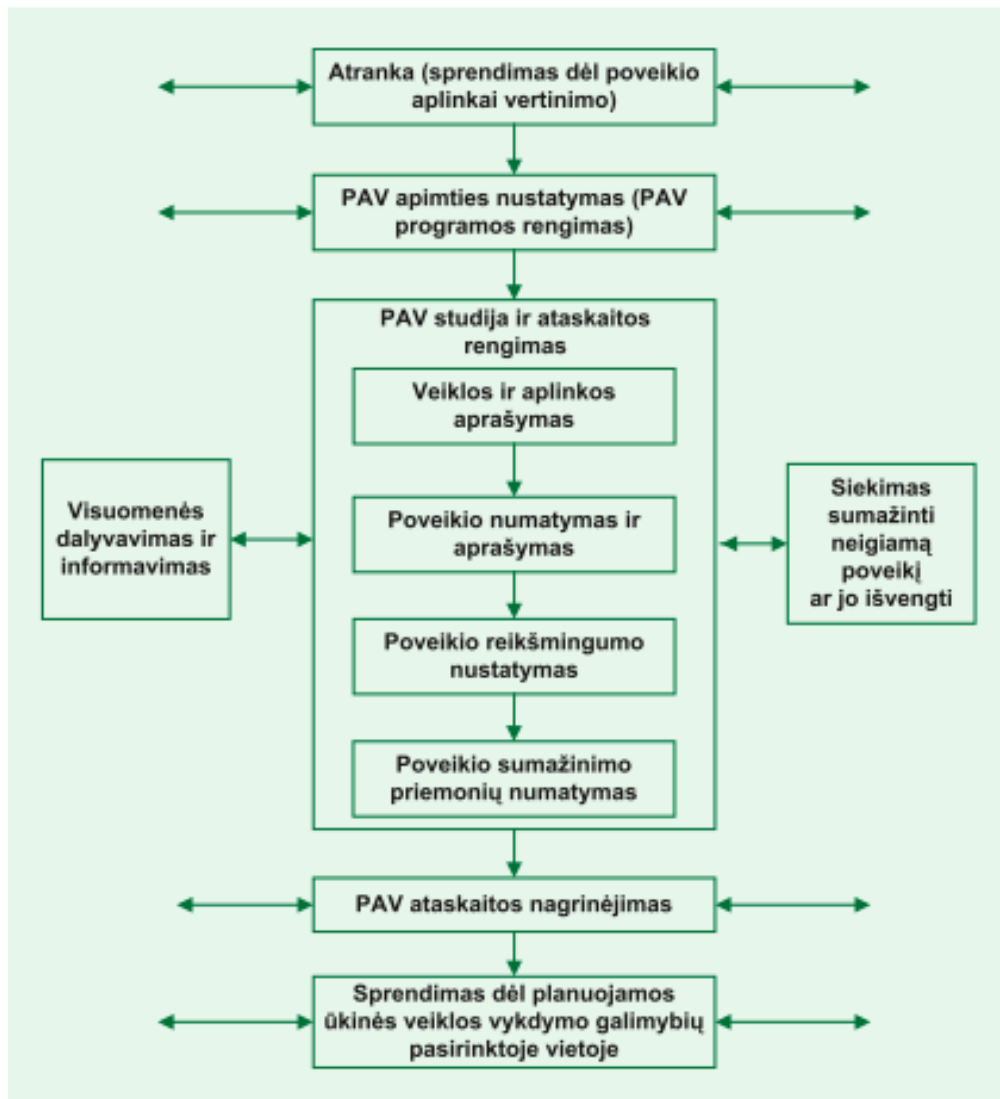 Atranka (sprendimas dėl poveikio
aplinkai vertinimo)
PAV apimties nustatymas (PAV
programos rengimas)
PAV studija ir ataskaitos
rengimas
Veiklos ir aplinkos
aprašymas
Poveikio numatymas ir
aprašymas
Poveikio reikšmingumo
nustatymas
Poveikio sumažinimo
priemonių numatymas
Visuomenės
dalyvavimas ir
informavimas
Siekimas
sumažinti
neigiamą
poveikį
ar jo išvengti
PAV ataskaitos nagrinėjimas
Sprendimas dėl planuojamos
ūkinės veiklos vykdymo galimybių
pasirinktoje vietoje